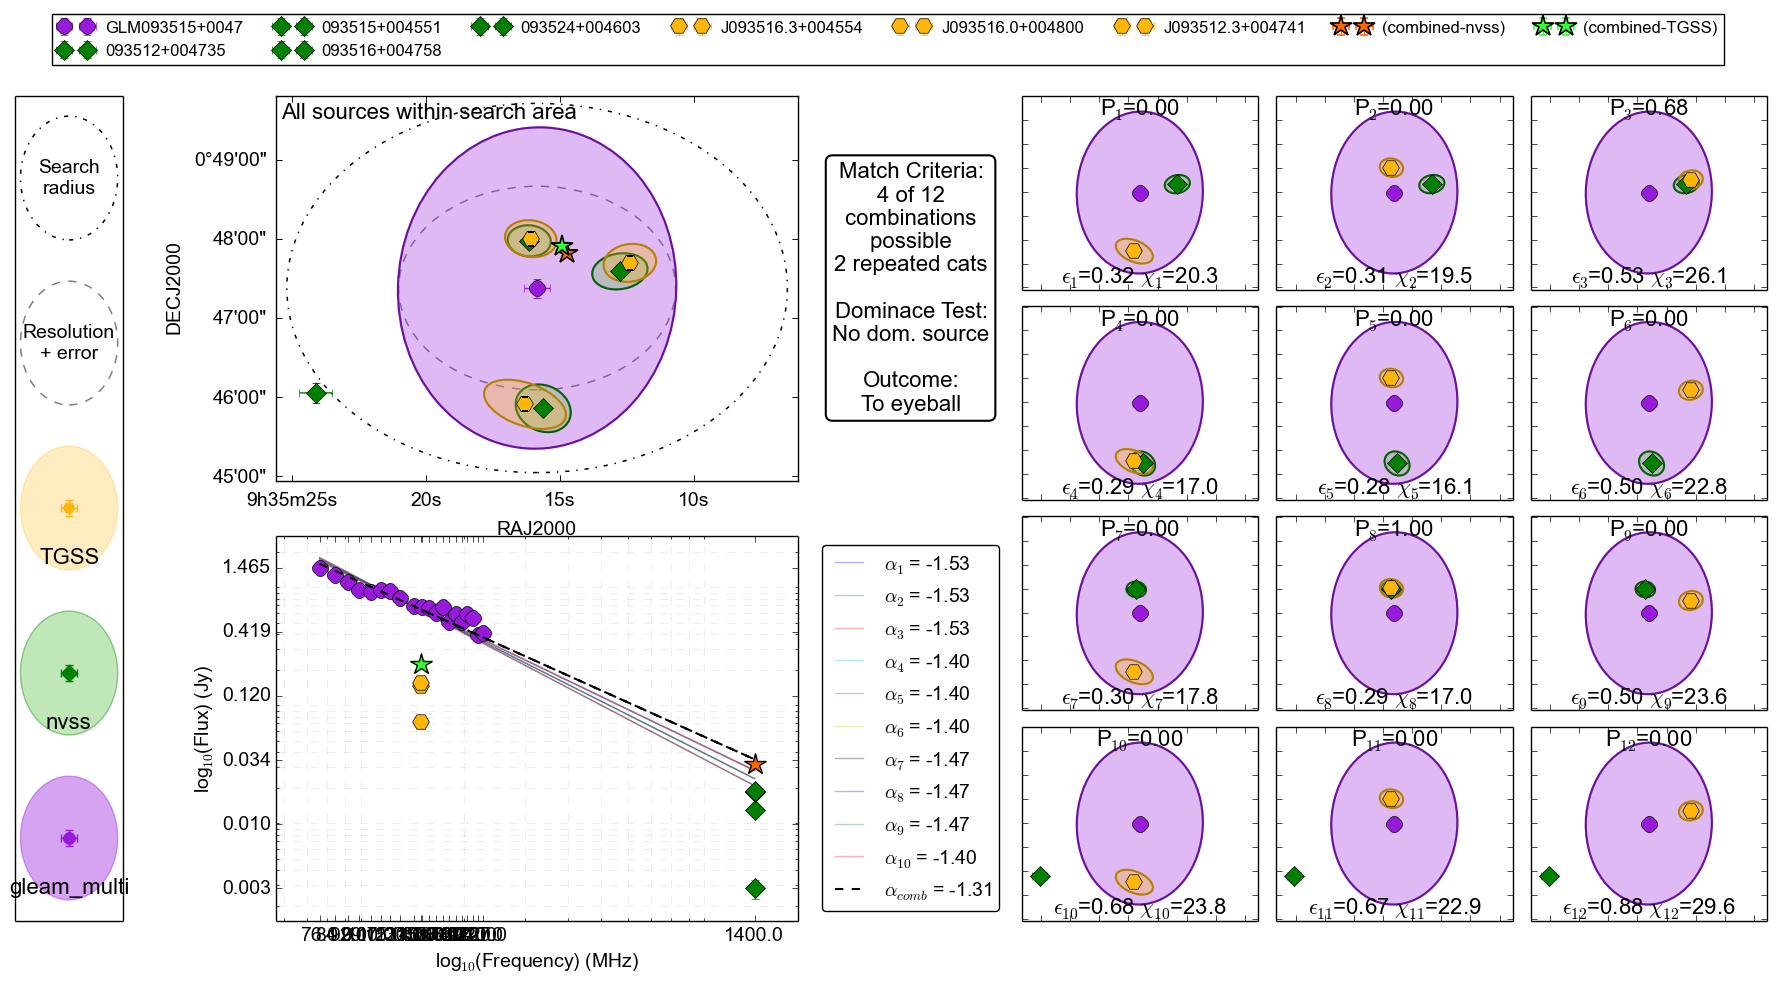 GLM093515+0047
093515+004551
093524+004603
J093516.3+004554
J093516.0+004800
J093512.3+004741
(combined-nvss)
(combined-TGSS)
093512+004735
093516+004758
Search
radius
Resolution
+ error
TGSS
nvss
gleam_multi
All sources within search area
DECJ2000
0°49'00"
48'00"
47'00"
46'00"
45'00"
9h35m25s
20s
15s
10s
RAJ2000
Match Criteria:
4 of 12
combinations
possible
2 repeated cats
Dominace Test:
No dom. source
Outcome:
To eyeball
log10(Flux) (Jy)
1.465
0.419
0.120
0.034
0.010
0.003
1400.0
log10(Frequency) (MHz)
α1 = -1.53
α2 = -1.53
α3 = -1.53
α4 = -1.40
α5 = -1.40
α6 = -1.40
α7 = -1.47
α8 = -1.47
α9 = -1.47
α10 = -1.40
αcomb = -1.31
P1=0.00
ϵ1=0.32 χ1=20.3
P2=0.00
ϵ2=0.31 χ2=19.5
P3=0.68
ϵ3=0.53 χ3=26.1
P4=0.00
ϵ4=0.29 χ4=17.0
P5=0.00
ϵ5=0.28 χ5=16.1
P6=0.00
ϵ6=0.50 χ6=22.8
P7=0.00
ϵ7=0.30 χ7=17.8
P8=1.00
ϵ8=0.29 χ8=17.0
P9=0.00
ϵ9=0.50 χ9=23.6
P10=0.00
ϵ10=0.68 χ10=23.8
P11=0.00
ϵ11=0.67 χ11=22.9
P12=0.00
ϵ12=0.88 χ12=29.6